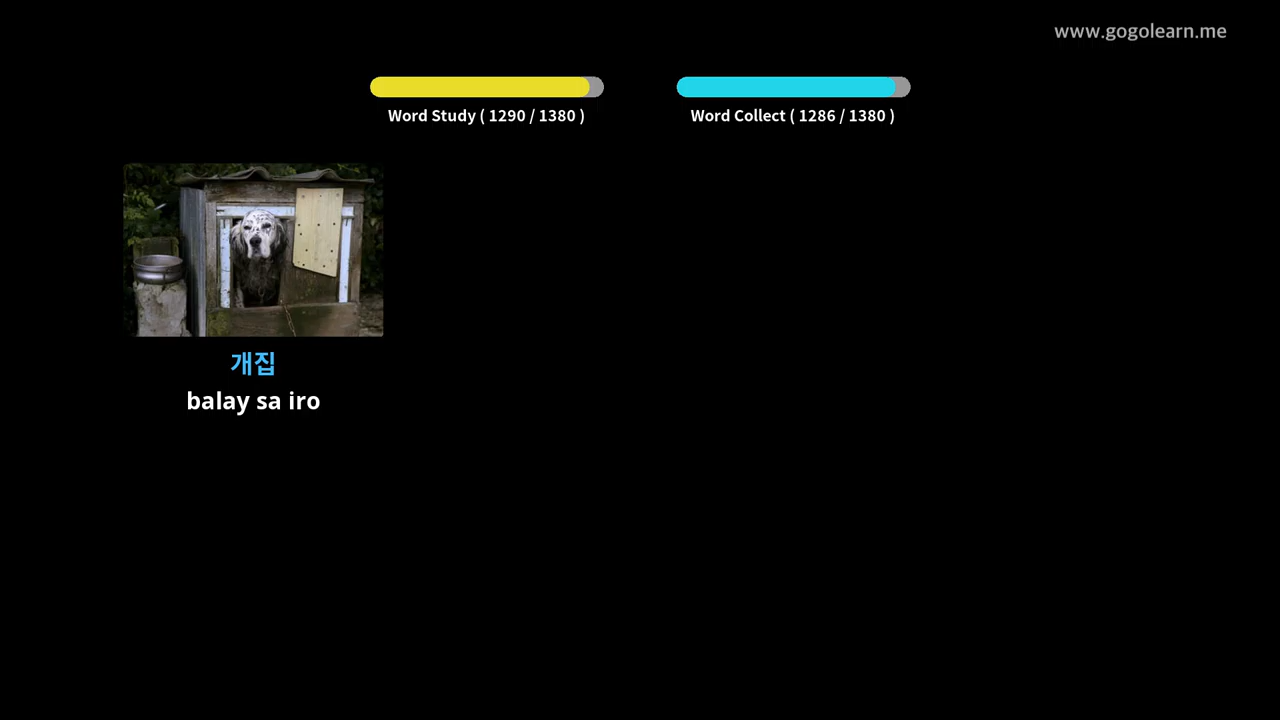 www.gogolearn.me
Word Study ( 1290 / 1380 )
Word Collect ( 1286 / 1380 )
개집
balay sa iro